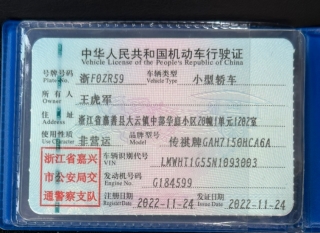 中华人民共和国机动车行驶证
Vehicle License of the People's Republic of China
号牌号码 Plate No. 浙F0ZR59 车辆类型 Vehicle Type 小型轿车
所有人 Owner 王虎军
住址 Address 浙江省嘉善县大云镇中部华庭小区20幢1单元1202室
使用性质 Use Character 非营运 品牌型号 Model 传祺牌GAH7150HCA6A
浙江省嘉兴市公安局交通警察支队
车辆识别代号 VIN LMWHT1G55N1093003
发动机号码 Engine No. G184599
注册日期 Register Date 2022-11-24 发证日期 Issue Date 2022-11-24